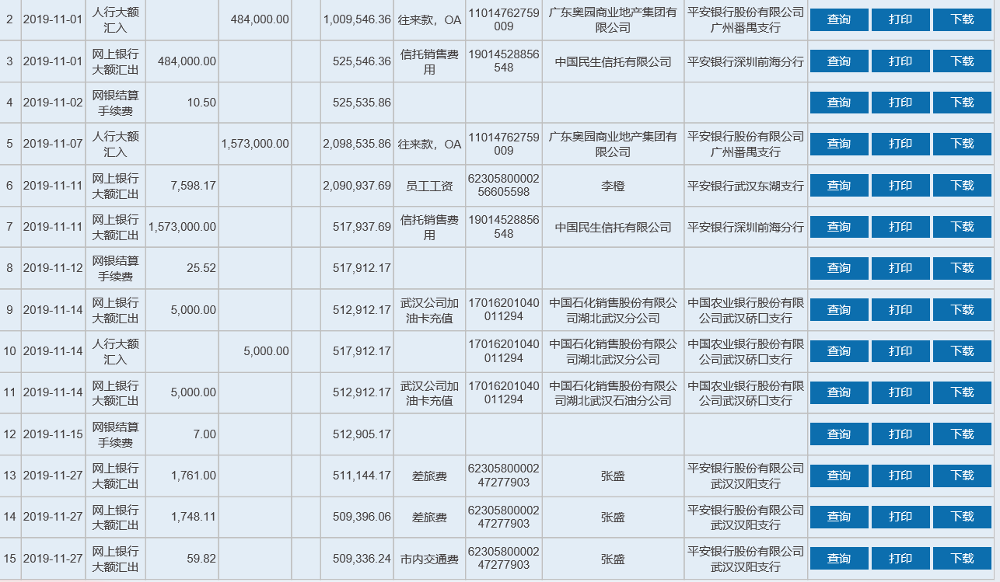 2 2019-11-01 人行大额汇入 484,000.00 1,009,546.36 往来款，OA 11014762759009 广东奥园商业地产集团有限公司 平安银行股份有限公司广州番禺支行 查询 打印 下载
3 2019-11-01 网上银行大额汇出 484,000.00 525,546.36 信托销售费用 19014528856548 中国民生信托有限公司 平安银行深圳前海分行 查询 打印 下载
4 2019-11-02 网银结算手续费 10.50 525,535.86 查询 打印 下载
5 2019-11-07 人行大额汇入 1,573,000.00 2,098,535.86 往来款，OA 11014762759009 广东奥园商业地产集团有限公司 平安银行股份有限公司广州番禺支行 查询 打印 下载
6 2019-11-11 网上银行大额汇出 7,598.17 2,090,937.69 员工工资 6230580000256605598 李橙 平安银行武汉东湖支行 查询 打印 下载
7 2019-11-11 网上银行大额汇出 1,573,000.00 517,937.69 信托销售费用 19014528856548 中国民生信托有限公司 平安银行深圳前海分行 查询 打印 下载
8 2019-11-12 网银结算手续费 25.52 517,912.17 查询 打印 下载
9 2019-11-14 网上银行大额汇出 5,000.00 512,912.17 武汉公司加油卡充值 17016201040011294 中国石化销售股份有限公司湖北武汉分公司 中国农业银行股份有限公司武汉硚口支行 查询 打印 下载
10 2019-11-14 人行大额汇入 5,000.00 517,912.17 17016201040011294 中国石化销售股份有限公司湖北武汉分公司 中国农业银行股份有限公司武汉硚口支行 查询 打印 下载
11 2019-11-14 网上银行大额汇出 5,000.00 512,912.17 武汉公司加油卡充值 17016201040011294 中国石化销售股份有限公司湖北武汉石油分公司 中国农业银行股份有限公司武汉硚口支行 查询 打印 下载
12 2019-11-15 网银结算手续费 7.00 512,905.17 查询 打印 下载
13 2019-11-27 网上银行大额汇出 1,761.00 511,144.17 差旅费 6230580000247277903 张盛 平安银行股份有限公司武汉汉阳支行 查询 打印 下载
14 2019-11-27 网上银行大额汇出 1,748.11 509,396.06 差旅费 6230580000247277903 张盛 平安银行股份有限公司武汉汉阳支行 查询 打印 下载
15 2019-11-27 网上银行大额汇出 59.82 509,336.24 市内交通费 6230580000247277903 张盛 平安银行股份有限公司武汉汉阳支行 查询 打印 下载